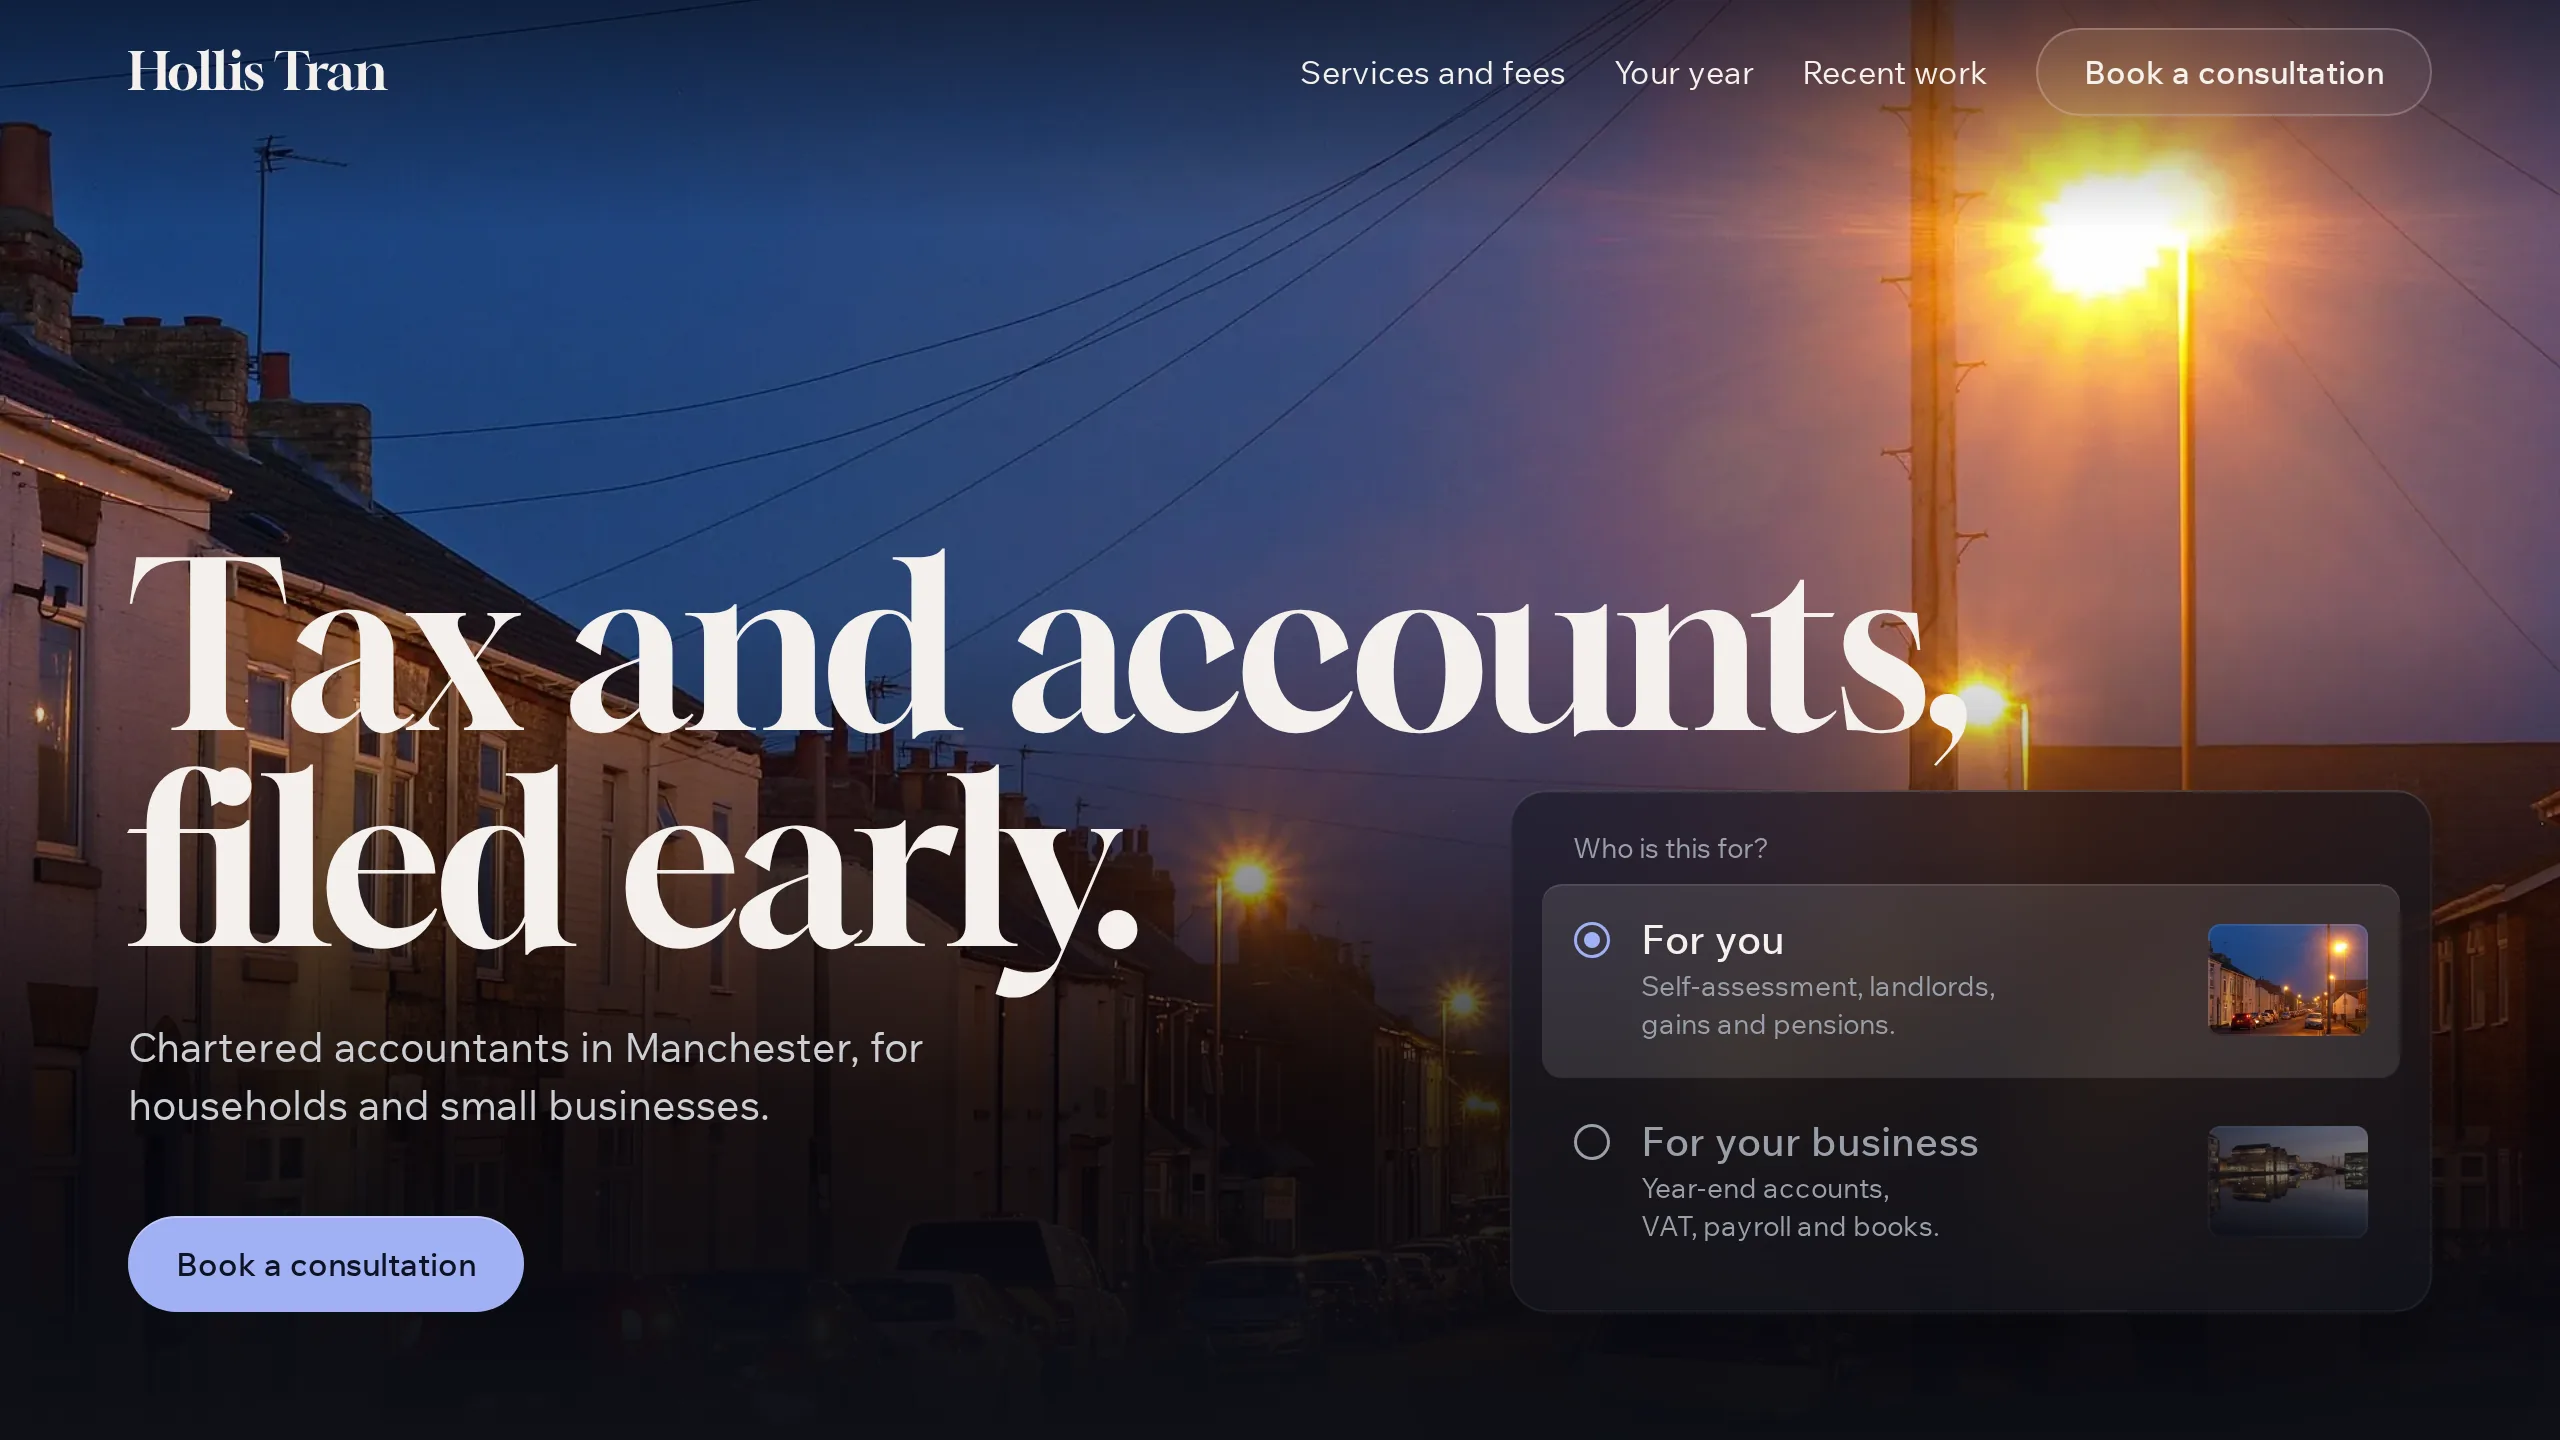 Hollis Tran
Services and fees
Your year
Recent work
Book a consultation
Tax and accounts,
filed early.
Chartered accountants in Manchester, for
households and small businesses.
Book a consultation
Who is this for?
For you
Self-assessment, landlords,
gains and pensions.
For your business
Year-end accounts,
VAT, payroll and books.